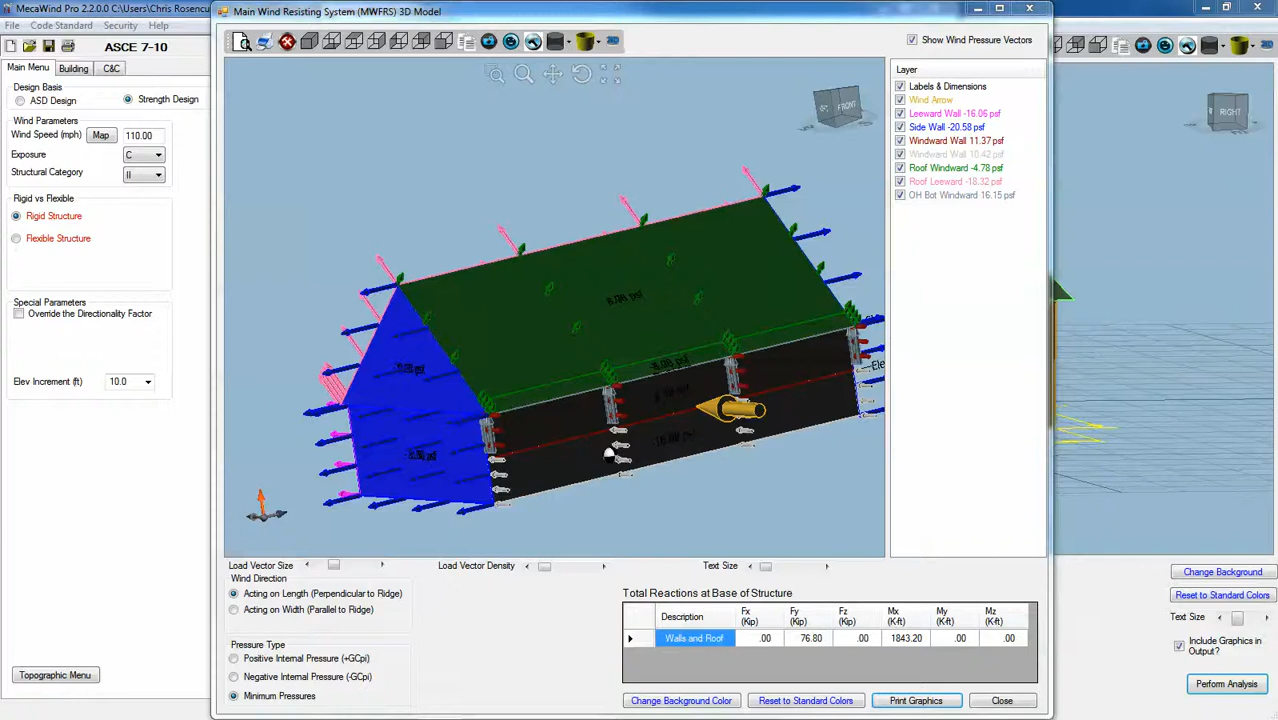 MecaWind Pro 2.2.0.0 C:\Users\Chris Rosencu
File Code Standard Security Help
ASCE 7-10
Main Menu Building C&C
Design Basis
ASD Design Strength Design
Wind Parameters
Wind Speed (mph) Map 110.00
Exposure C
Structural Category II
Rigid vs Flexible
Rigid Structure
Flexible Structure
Special Parameters
Override the Directionality Factor
Elev Increment (ft) 10.0
Topographic Menu
Main Wind Resisting System (MWFRS) 3D Model
Show Wind Pressure Vectors
FRONT
Layer
Labels & Dimensions
Wind Arrow
Leeward Wall -16.06 psf
Side Wall -20.58 psf
Windward Wall 11.37 psf
Windward Wall 10.42 psf
Roof Windward -4.78 psf
Roof Leeward -18.32 psf
OH Bot Windward 16.15 psf
Ele
Load Vector Size Load Vector Density Text Size
Wind Direction
Acting on Length (Perpendicular to Ridge)
Acting on Width (Parallel to Ridge)
Pressure Type
Positive Internal Pressure (+GCpi)
Negative Internal Pressure (-GCpi)
Minimum Pressures
Total Reactions at Base of Structure
Description Fx (Kip) Fy (Kip) Fz (Kip) Mx (K-ft) My (K-ft) Mz (K-ft)
Walls and Roof .00 76.80 .00 1843.20 .00 .00
Change Background Color Reset to Standard Colors Print Graphics Close
RIGHT
Change Background
Reset to Standard Colors
Text Size
Include Graphics in
Output?
Perform Analysis